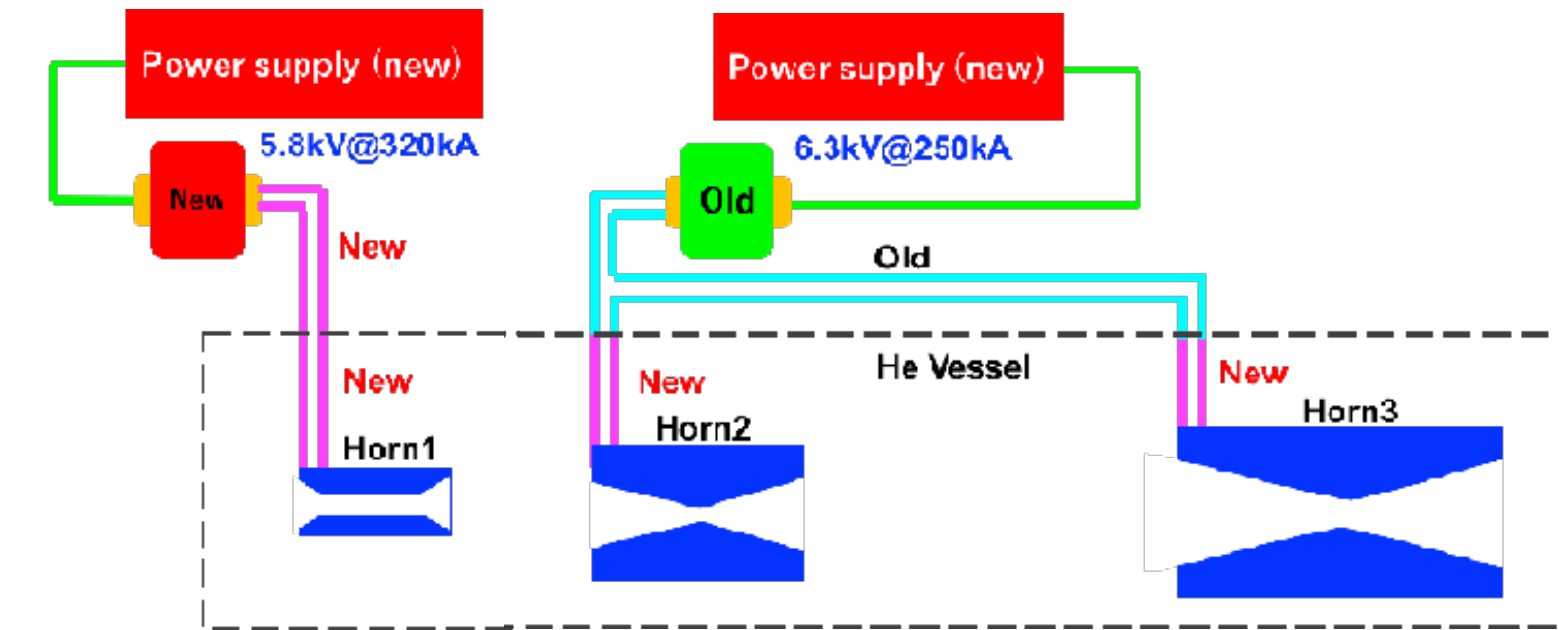 Power supply (new)
Power supply (new)
5.8kV@320kA
6.3kV@250kA
New
Old
New
Old
He Vessel
New
New
New
Horn1
Horn2
Horn3